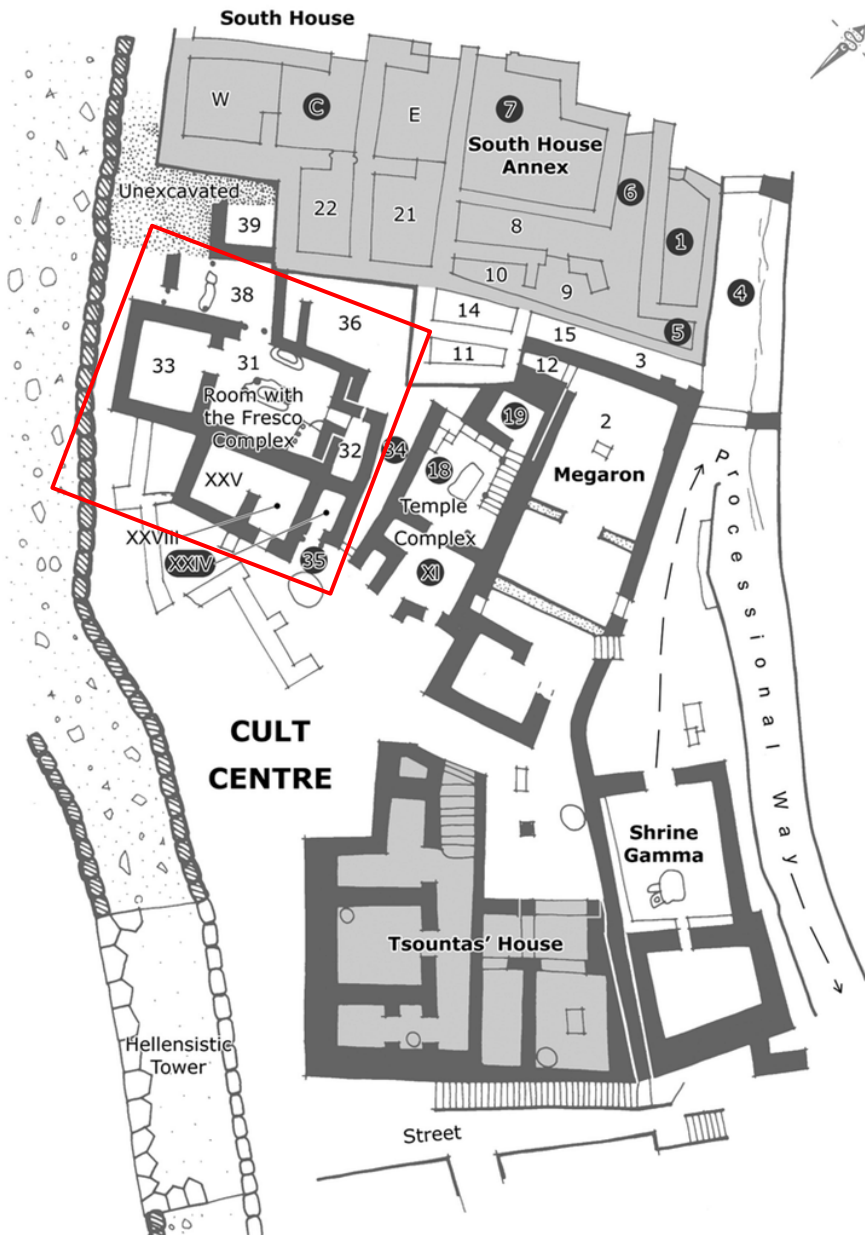 South House
W
C
E
7
South House
Annex
Unexcavated
39
22
21
6
8
1
10
9
38
36
14
4
15
5
33
31
11
12
3
Room with
the Fresco
Complex
19
2
32
34
18
Megaron
XXV
Temple
Complex
XXVIII
XXIV
35
XI
Processional Way
CULT
CENTRE
Shrine
Gamma
Tsountas' House
Hellensistic
Tower
Street